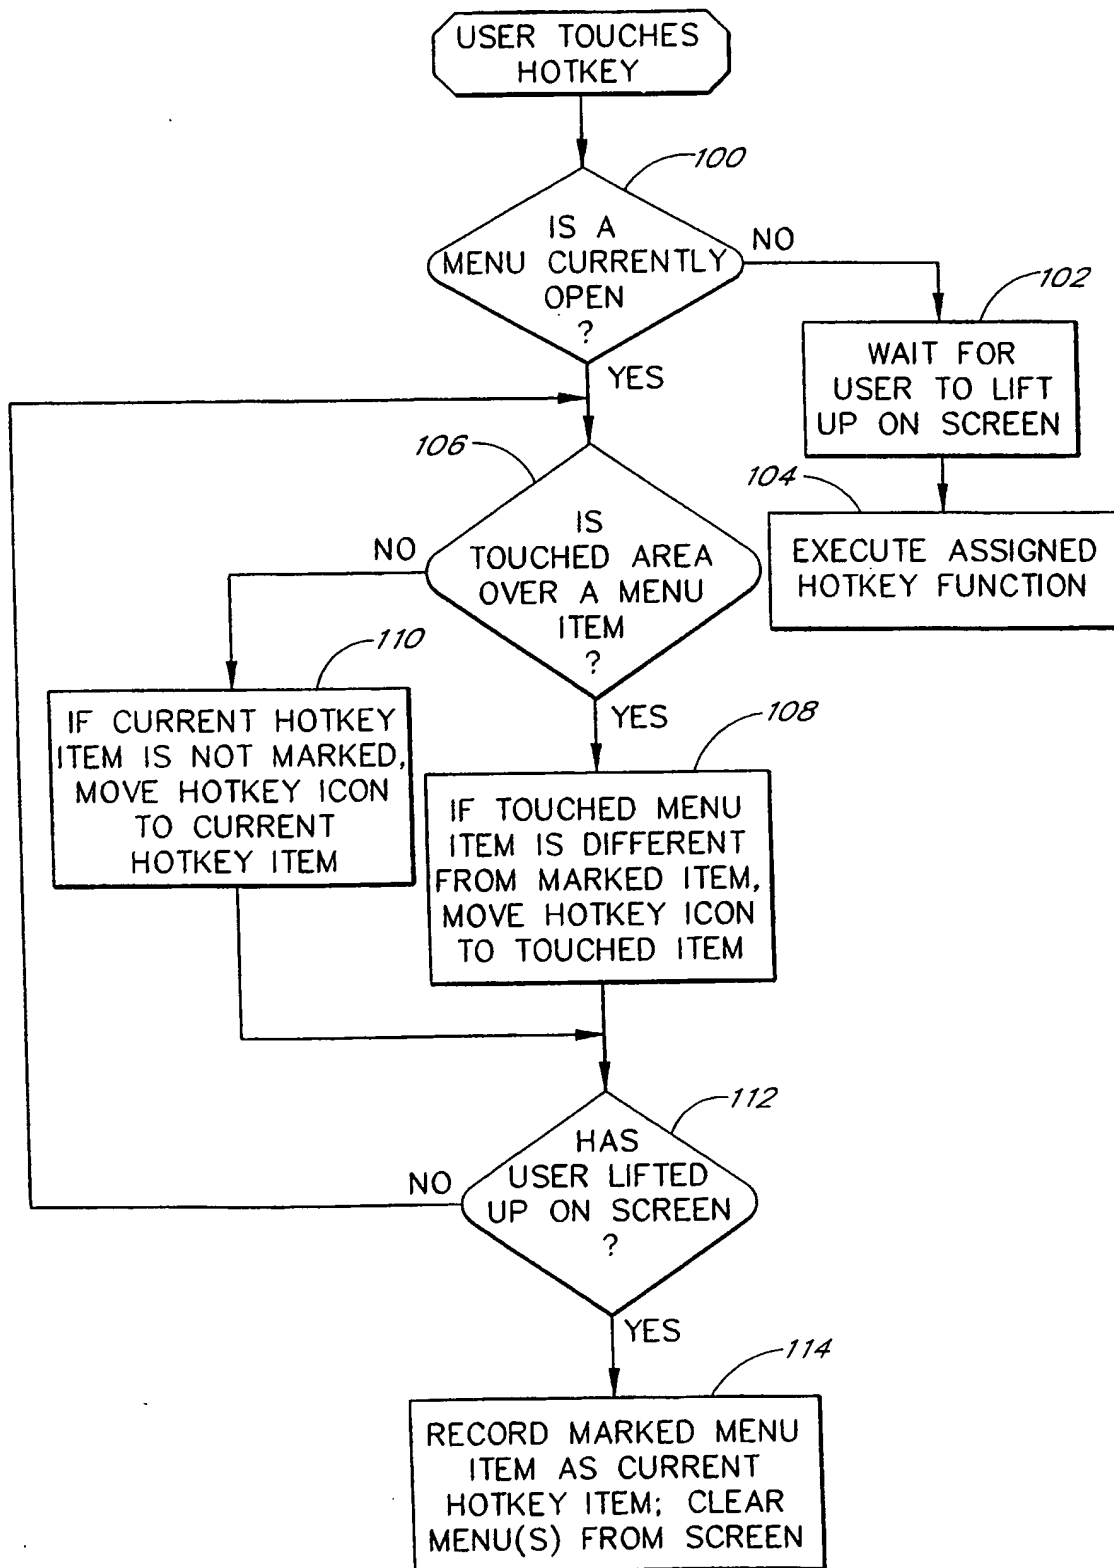 USER TOUCHES
HOTKEY
100
IS A
MENU CURRENTLY
OPEN
?
NO
YES
102
WAIT FOR
USER TO LIFT
UP ON SCREEN
104
EXECUTE ASSIGNED
HOTKEY FUNCTION
106
IS
TOUCHED AREA
OVER A MENU
ITEM
?
NO
YES
110
IF CURRENT HOTKEY
ITEM IS NOT MARKED,
MOVE HOTKEY ICON
TO CURRENT
HOTKEY ITEM
108
IF TOUCHED MENU
ITEM IS DIFFERENT
FROM MARKED ITEM,
MOVE HOTKEY ICON
TO TOUCHED ITEM
112
HAS
USER LIFTED
UP ON SCREEN
?
NO
YES
114
RECORD MARKED MENU
ITEM AS CURRENT
HOTKEY ITEM; CLEAR
MENU(S) FROM SCREEN